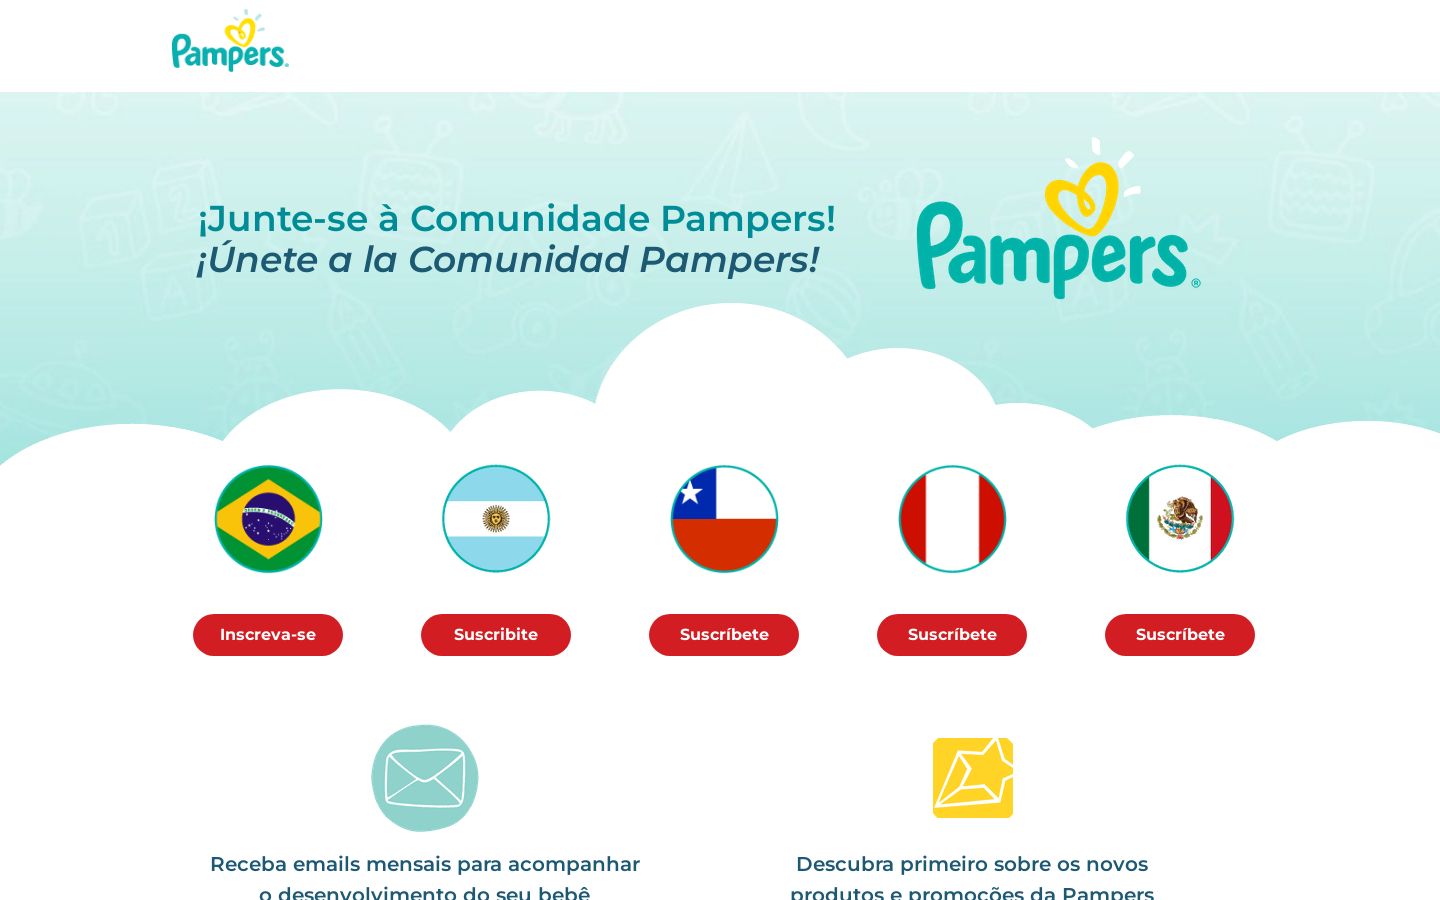 Pampers
¡Junte-se à Comunidade Pampers!
¡Únete a la Comunidad Pampers!
Pampers®
Inscreva-se
Suscribite
Suscríbete
Suscríbete
Suscríbete
Receba emails mensais para acompanhar
o desenvolvimento do seu bebê
Descubra primeiro sobre os novos
produtos e promoções da Pampers